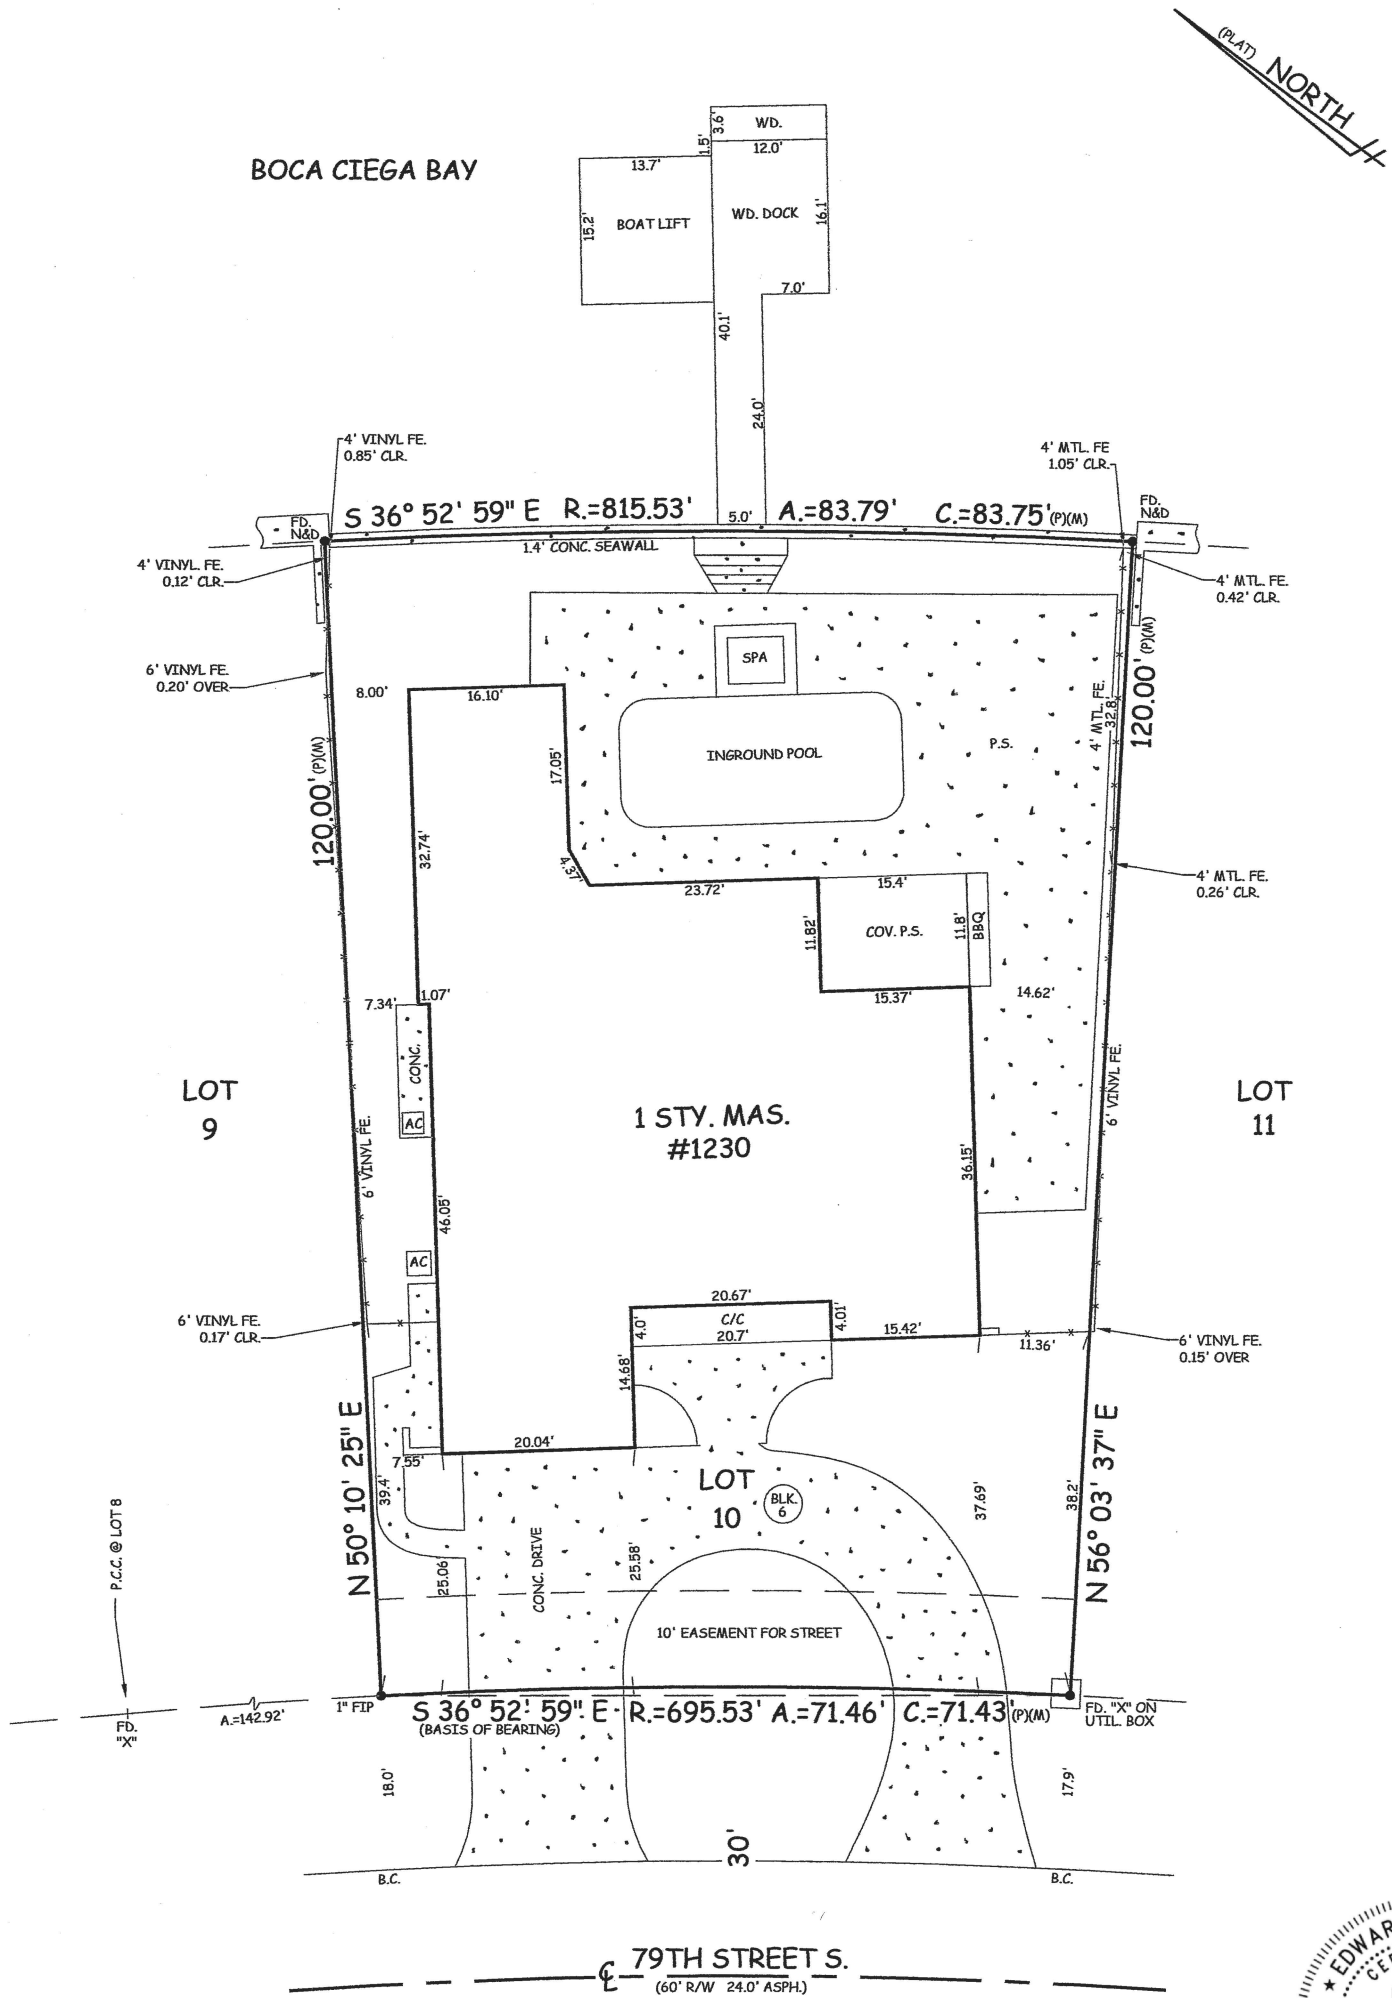 (PLAT) NORTH
3.6'
WD.
1.5'
12.0'
BOCA CIEGA BAY
13.7'
15.2'
BOAT LIFT
WD. DOCK
16.1'
7.0'
40.1'
24.0'
4' VINYL FE.
0.85' CLR.
4' MTL. FE
1.05' CLR.
FD.
N&D
S 36° 52' 59" E R.=815.53' 5.0' A.=83.79' C.=83.75' (P)(M)
FD.
N&D
1.4' CONC. SEAWALL
4' VINYL. FE.
0.12' CLR.
4' MTL. FE.
0.42' CLR.
6' VINYL FE.
0.20' OVER
SPA
120.00' (P)(M)
8.00'
16.10'
4' MTL. FE.
32.8'
120.00' (P)(M)
17.05'
INGROUND POOL
P.S.
32.74'
4.37'
23.72'
15.4'
4' MTL. FE.
0.26' CLR.
11.82'
COV. P.S.
11.8'
BBQ
7.34'
1.07'
15.37'
14.62'
CONC.
AC
LOT
9
1 STY. MAS.
#1230
LOT
11
6' VINYL FE.
6' VINYL FE.
36.15'
46.05'
AC
20.67'
C/C
20.7'
4.0'
4.01'
15.42'
11.36'
6' VINYL FE.
0.17' CLR.
6' VINYL FE.
0.15' OVER
14.68'
20.04'
7.55'
39.4'
N 50° 10' 25" E
LOT
10
BLK.
6
37.69'
38.2'
N 56° 03' 37" E
P.C.C. @ LOT 8
25.06'
CONC. DRIVE
25.58'
10' EASEMENT FOR STREET
1" FIP
S 36° 52' 59" E R.=695.53' A.=71.46' C.=71.43' (P)(M)
(BASIS OF BEARING)
FD. "X" ON
UTIL. BOX
A.=142.92'
FD.
"X"
18.0'
17.9'
30'
B.C.
B.C.
79TH STREET S.
(60' R/W 24.0' ASPH.)
★ EDWAR